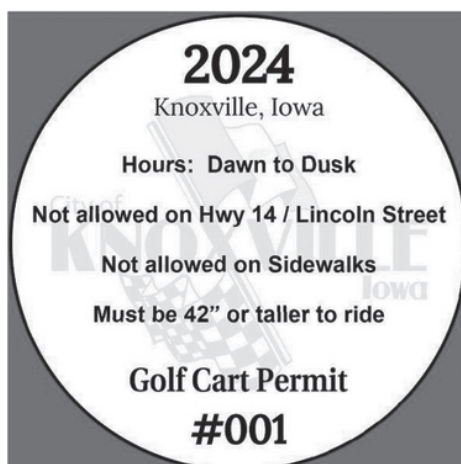 2024
Knoxville, Iowa
Hours: Dawn to Dusk
City of
Not allowed on Hwy 14 / Lincoln Street
KNOXVILLE
Not allowed on Sidewalks
Iowa
Must be 42” or taller to ride
Golf Cart Permit
#001